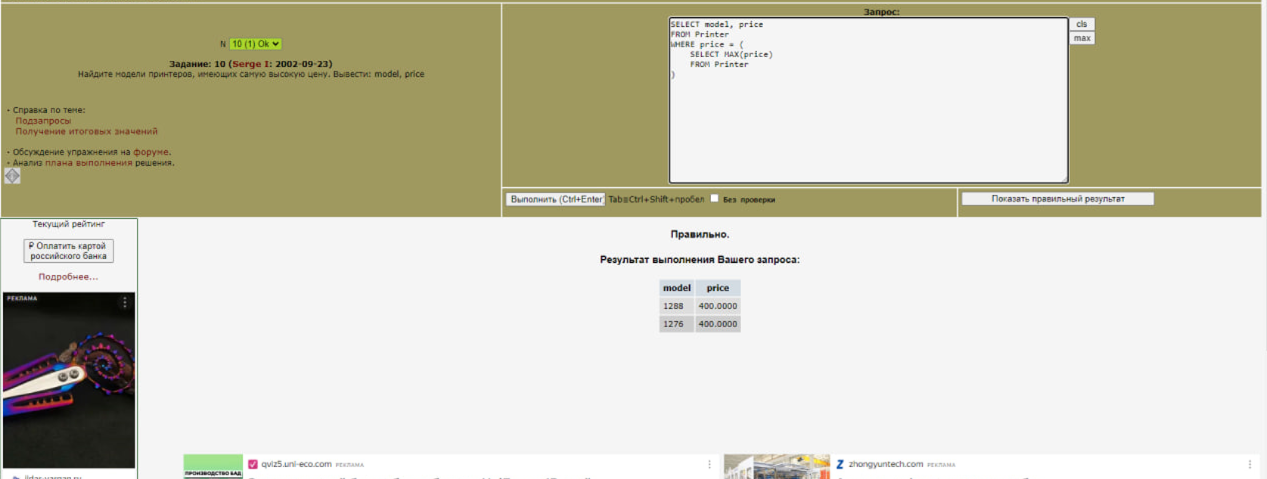 N 10 (1) Ok
Задание: 10 (Serge I: 2002-09-23)
Найдите модели принтеров, имеющих самую высокую цену. Вывести: model, price
- Справка по теме:
Подзапросы
Получение итоговых значений
- Обсуждение упражнения на форуме.
- Анализ плана выполнения решения.
Запрос:
SELECT model, price
FROM Printer
WHERE price = (
SELECT MAX(price)
FROM Printer
)
cls
max
Выполнить (Ctrl+Enter) Tab≡Ctrl+Shift+пробел Без проверки
Показать правильный результат
Текущий рейтинг
₽ Оплатить картой
российского банка
Подробнее...
РЕКЛАМА
Правильно.
Результат выполнения Вашего запроса:
model price
1288 400.0000
1276 400.0000
ПРОИЗВОДСТВО БАД
qviz5.uni-eco.com РЕКЛАМА
zhongyuntech.com РЕКЛАМА